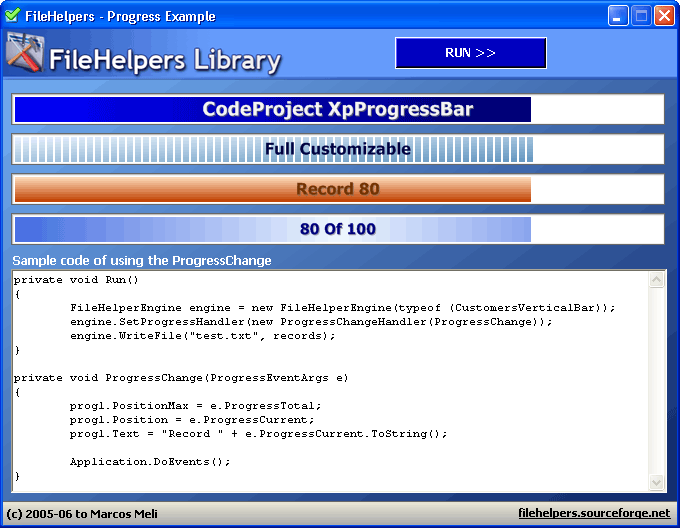 FileHelpers - Progress Example
FileHelpers Library
RUN >>
CodeProject XpProgressBar
Full Customizable
Record 80
80 Of 100
Sample code of using the ProgressChange
private void Run()
{
FileHelperEngine engine = new FileHelperEngine(typeof (CustomersVerticalBar));
engine.SetProgressHandler(new ProgressChangeHandler(ProgressChange));
engine.WriteFile("test.txt", records);
}
private void ProgressChange(ProgressEventArgs e)
{
prog1.PositionMax = e.ProgressTotal;
prog1.Position = e.ProgressCurrent;
prog1.Text = "Record " + e.ProgressCurrent.ToString();
Application.DoEvents();
}
(c) 2005-06 to Marcos Meli
filehelpers.sourceforge.net